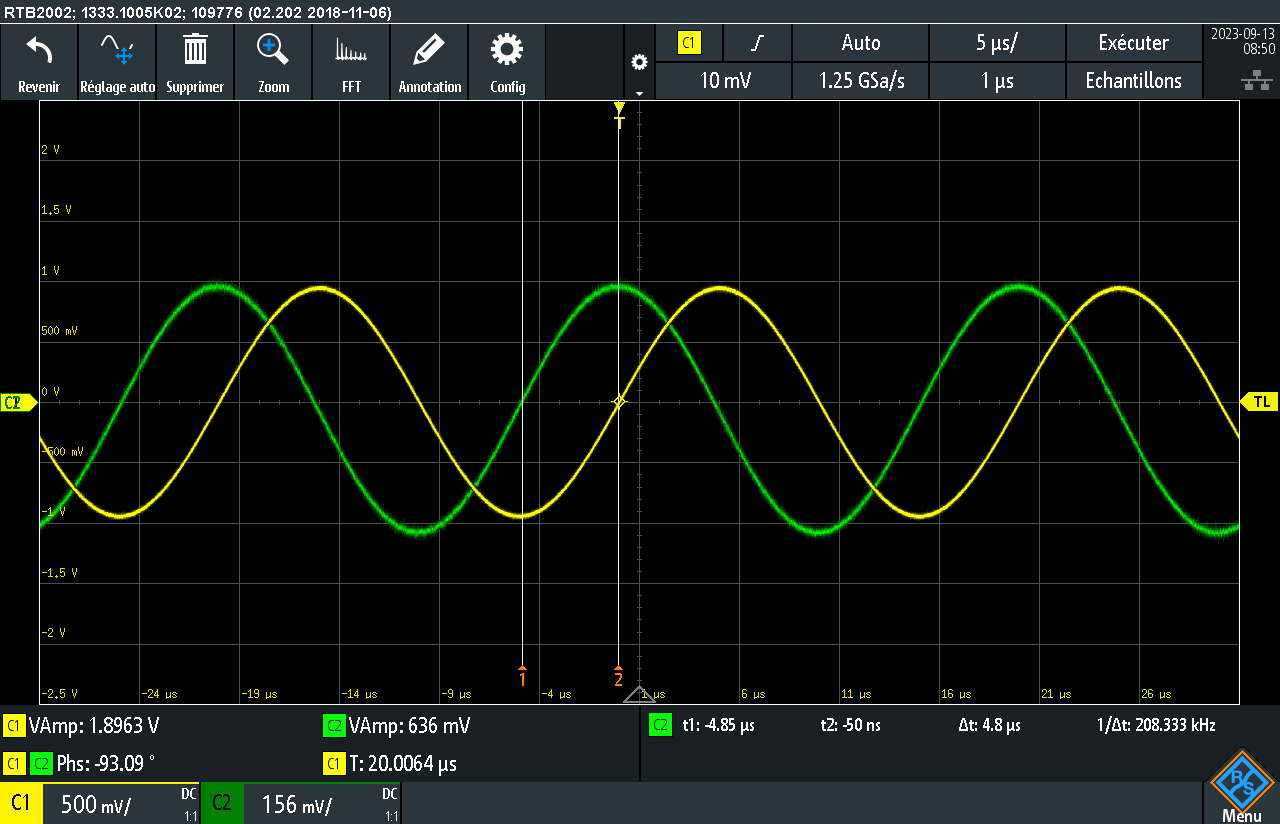 RTB2002; 1333.1005K02; 109776 (02.202 2018-11-06)
Revenir
Réglage auto
Supprimer
Zoom
FFT
Annotation
Config
C1
Auto
5 µs/
Exécuter
2023-09-13
08:50
10 mV
1.25 GSa/s
1 µs
Echantillons
T
2 V
1.5 V
1 V
500 mV
0 V
-500 mV
-1 V
-1.5 V
-2 V
-2.5 V
TL
1
2
-24 µs
-19 µs
-14 µs
-9 µs
-4 µs
1 µs
6 µs
11 µs
16 µs
21 µs
26 µs
C1 VAmp: 1.8963 V
C2 VAmp: 636 mV
C2 t1: -4.85 µs t2: -50 ns Δt: 4.8 µs 1/Δt: 208.333 kHz
C1 C2 Phs: -93.09 °
C1 T: 20.0064 µs
C1 500 mV/ DC 1:1
C2 156 mV/ DC 1:1
R S
Menu